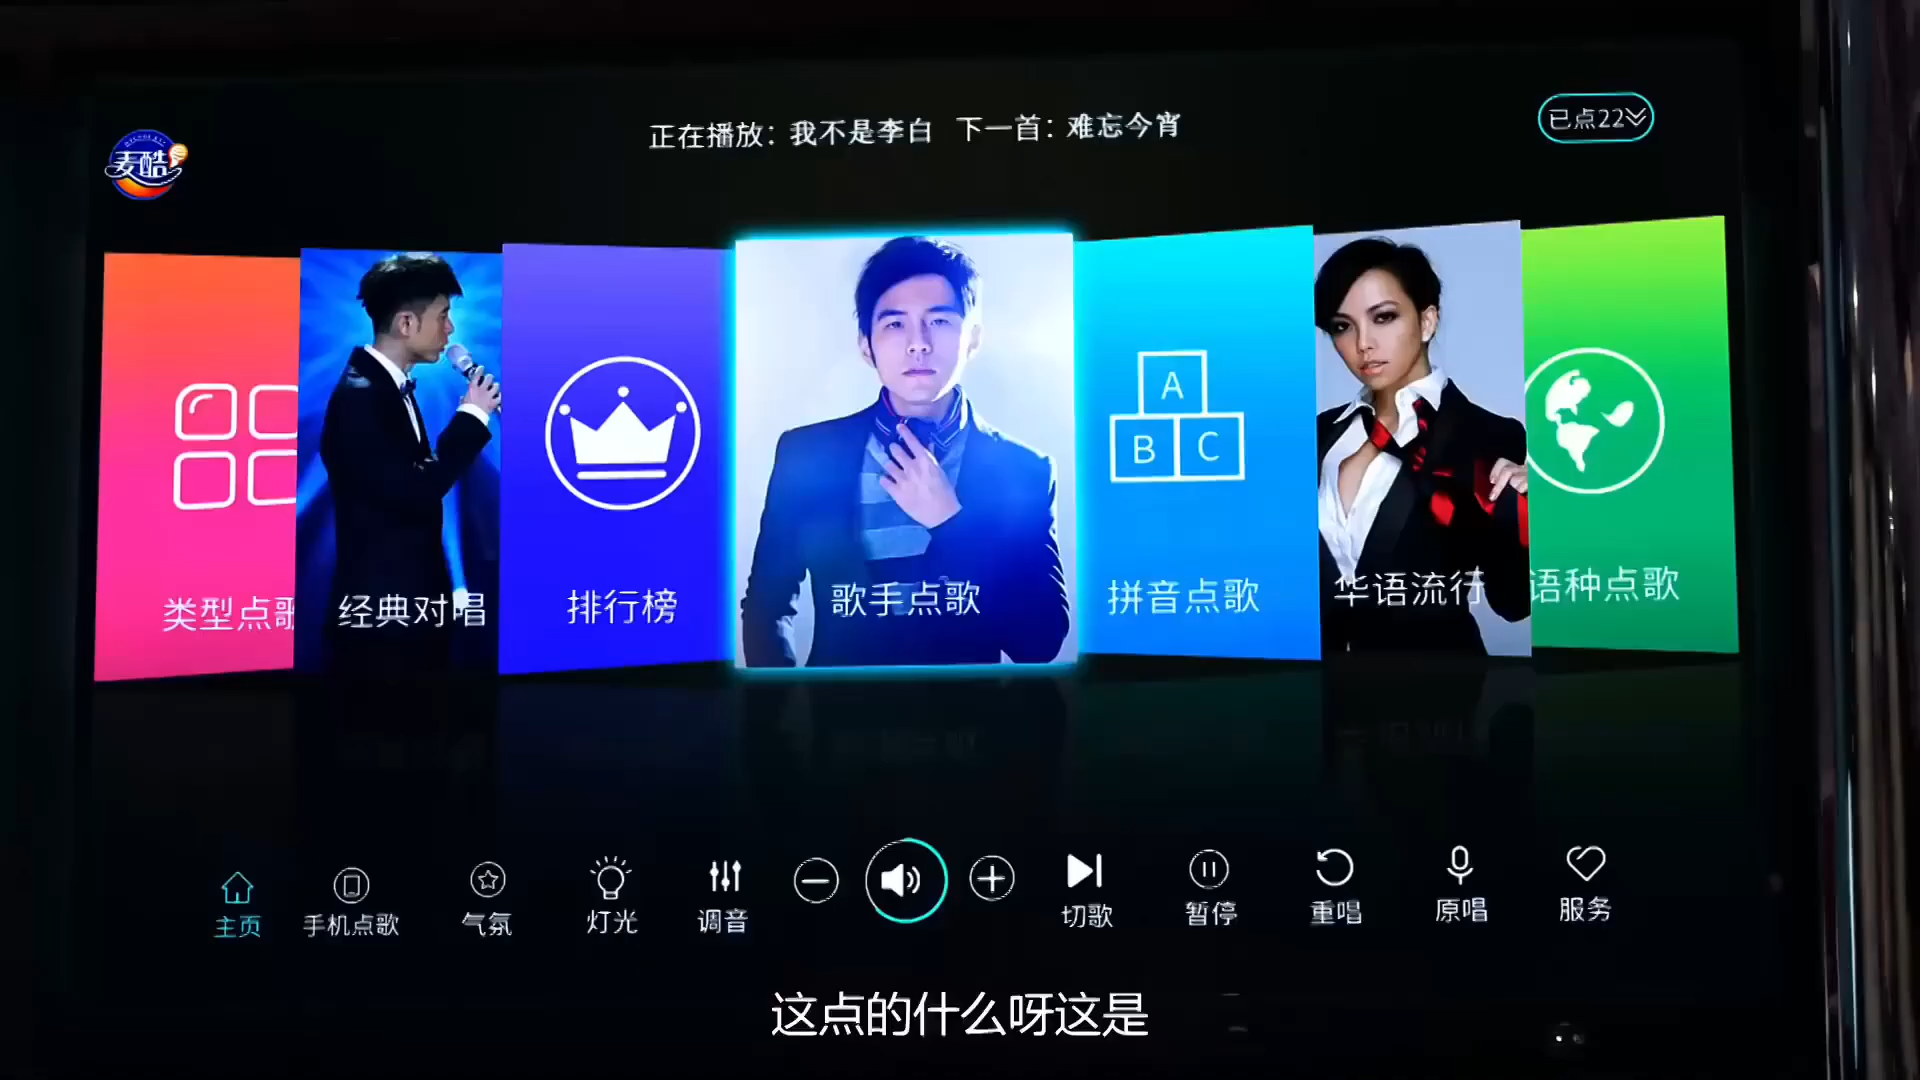 麦酷
正在播放：我不是李白 下一首：难忘今宵
已点22
A
B C
类型点歌
经典对唱
排行榜
歌手点歌
拼音点歌
华语流行
语种点歌
主页
手机点歌
气氛
灯光
调音
切歌
暂停
重唱
原唱
服务
这点的什么呀这是